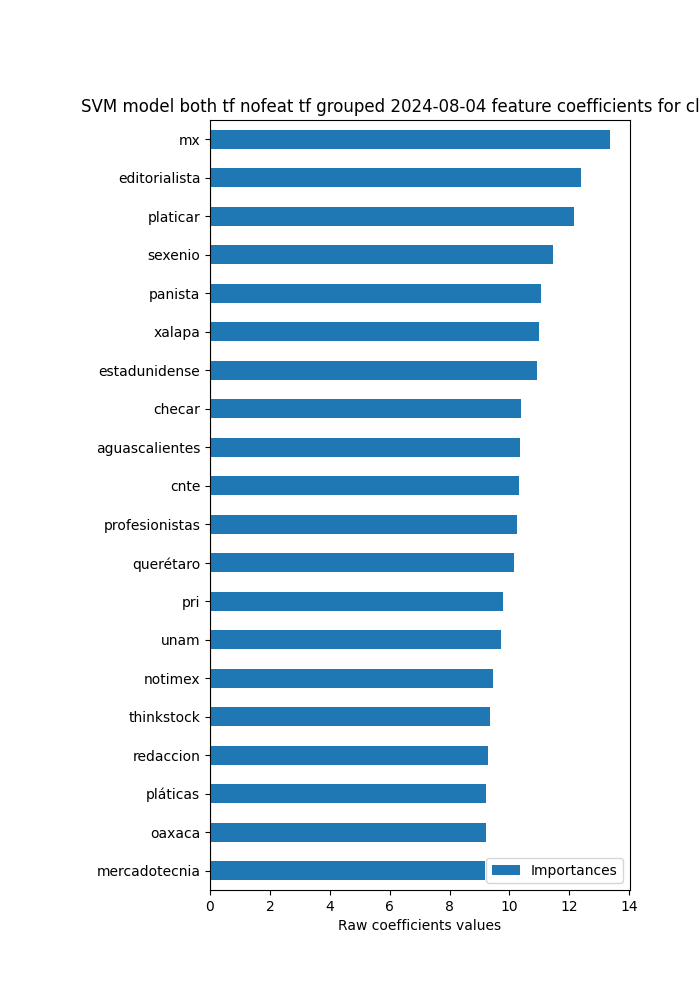 SVM model both tf nofeat tf grouped 2024-08-04 feature coefficients for cl
mx
editorialista
platicar
sexenio
panista
xalapa
estadunidense
checar
aguascalientes
cnte
profesionistas
querétaro
pri
unam
notimex
thinkstock
redaccion
pláticas
oaxaca
mercadotecnia
Importances
0 2 4 6 8 10 12 14
Raw coefficients values